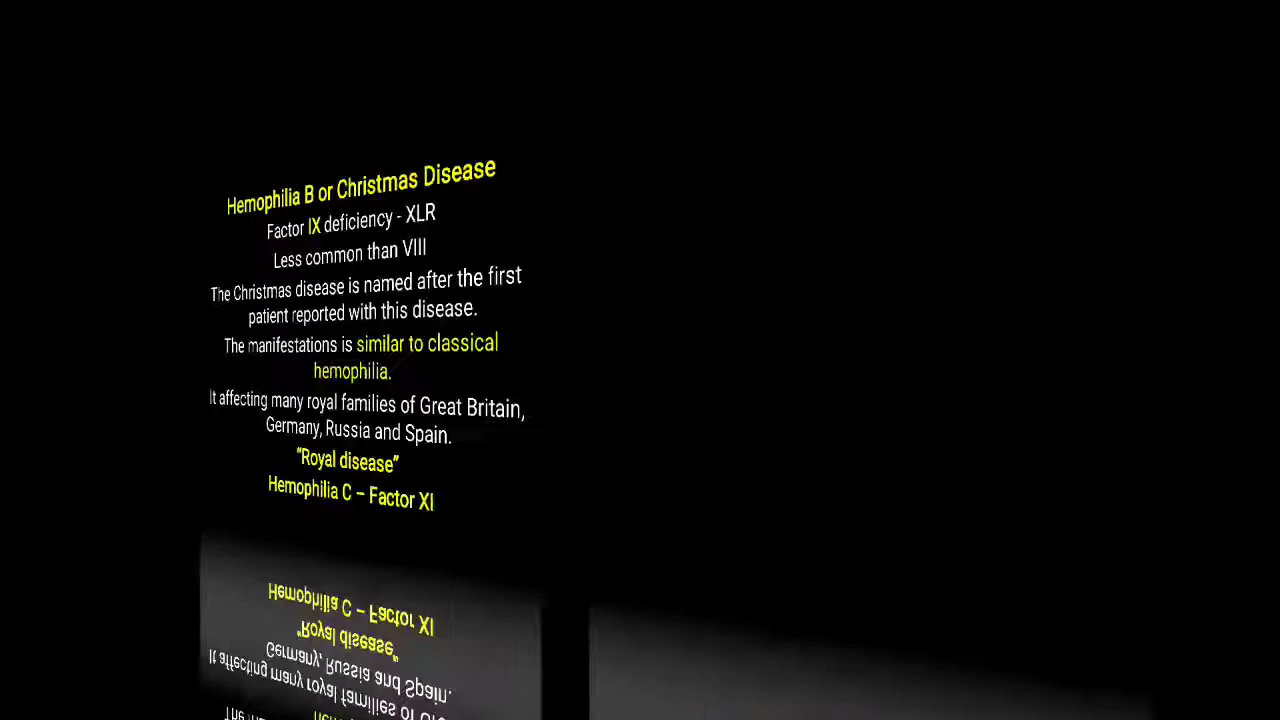 Hemophilia B or Christmas Disease
Factor IX deficiency - XLR
Less common than VIII
The Christmas disease is named after the first
patient reported with this disease.
The manifestations is similar to classical
hemophilia.
It affecting many royal families of Great Britain,
Germany, Russia and Spain.
“Royal disease”
Hemophilia C – Factor XI